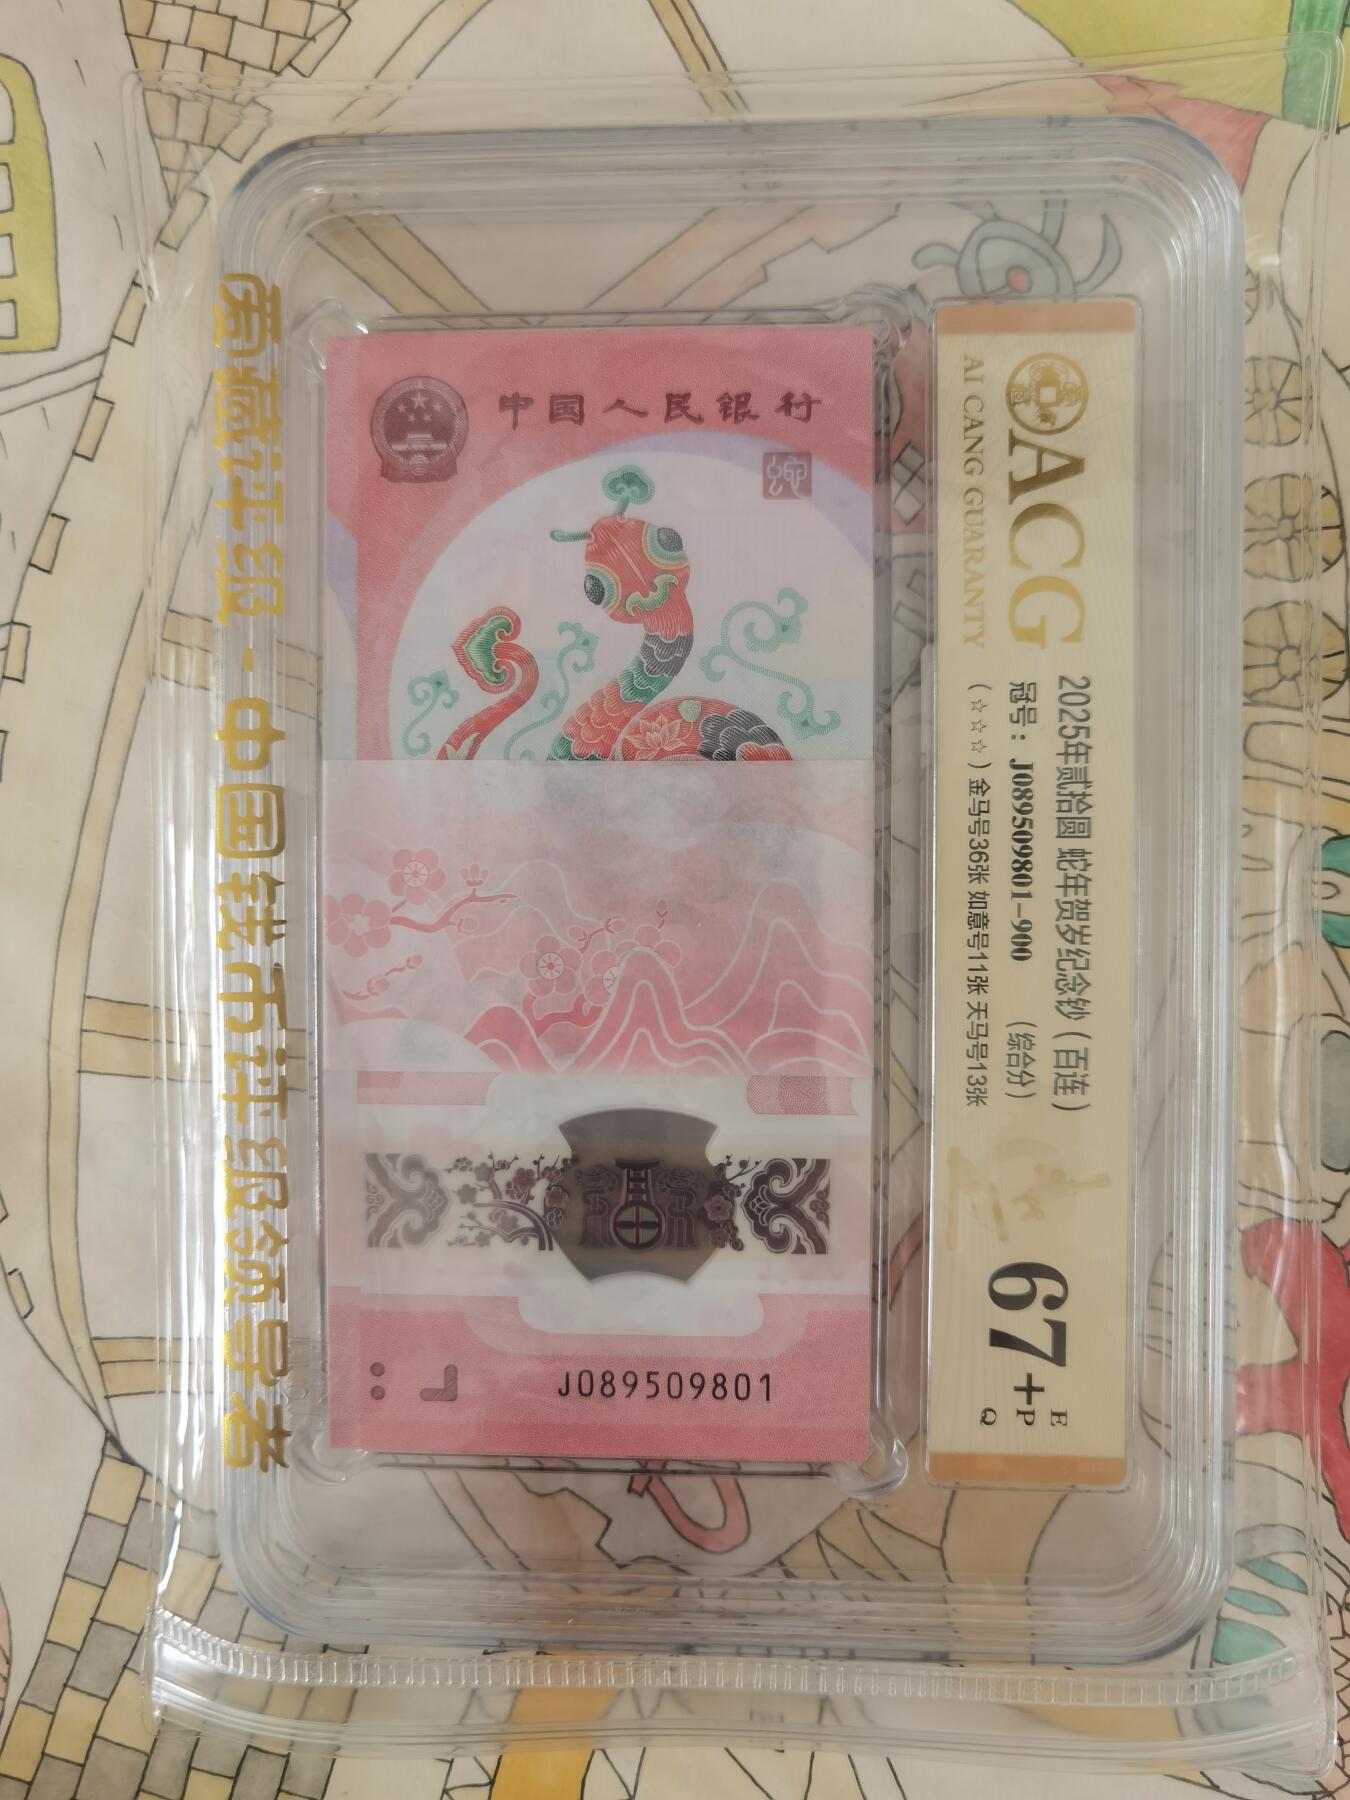 爱藏评级-中国钱币评级领导者
中国人民银行
蛇
J089509801
ACG
AI CANG GUARANTY
2025年贰拾圆 蛇年贺岁纪念钞（百连）
冠号：J089509801-900 （综合分）
（☆☆☆）金马号36张 如意号11张 天马号13张
67+
E
P
Q